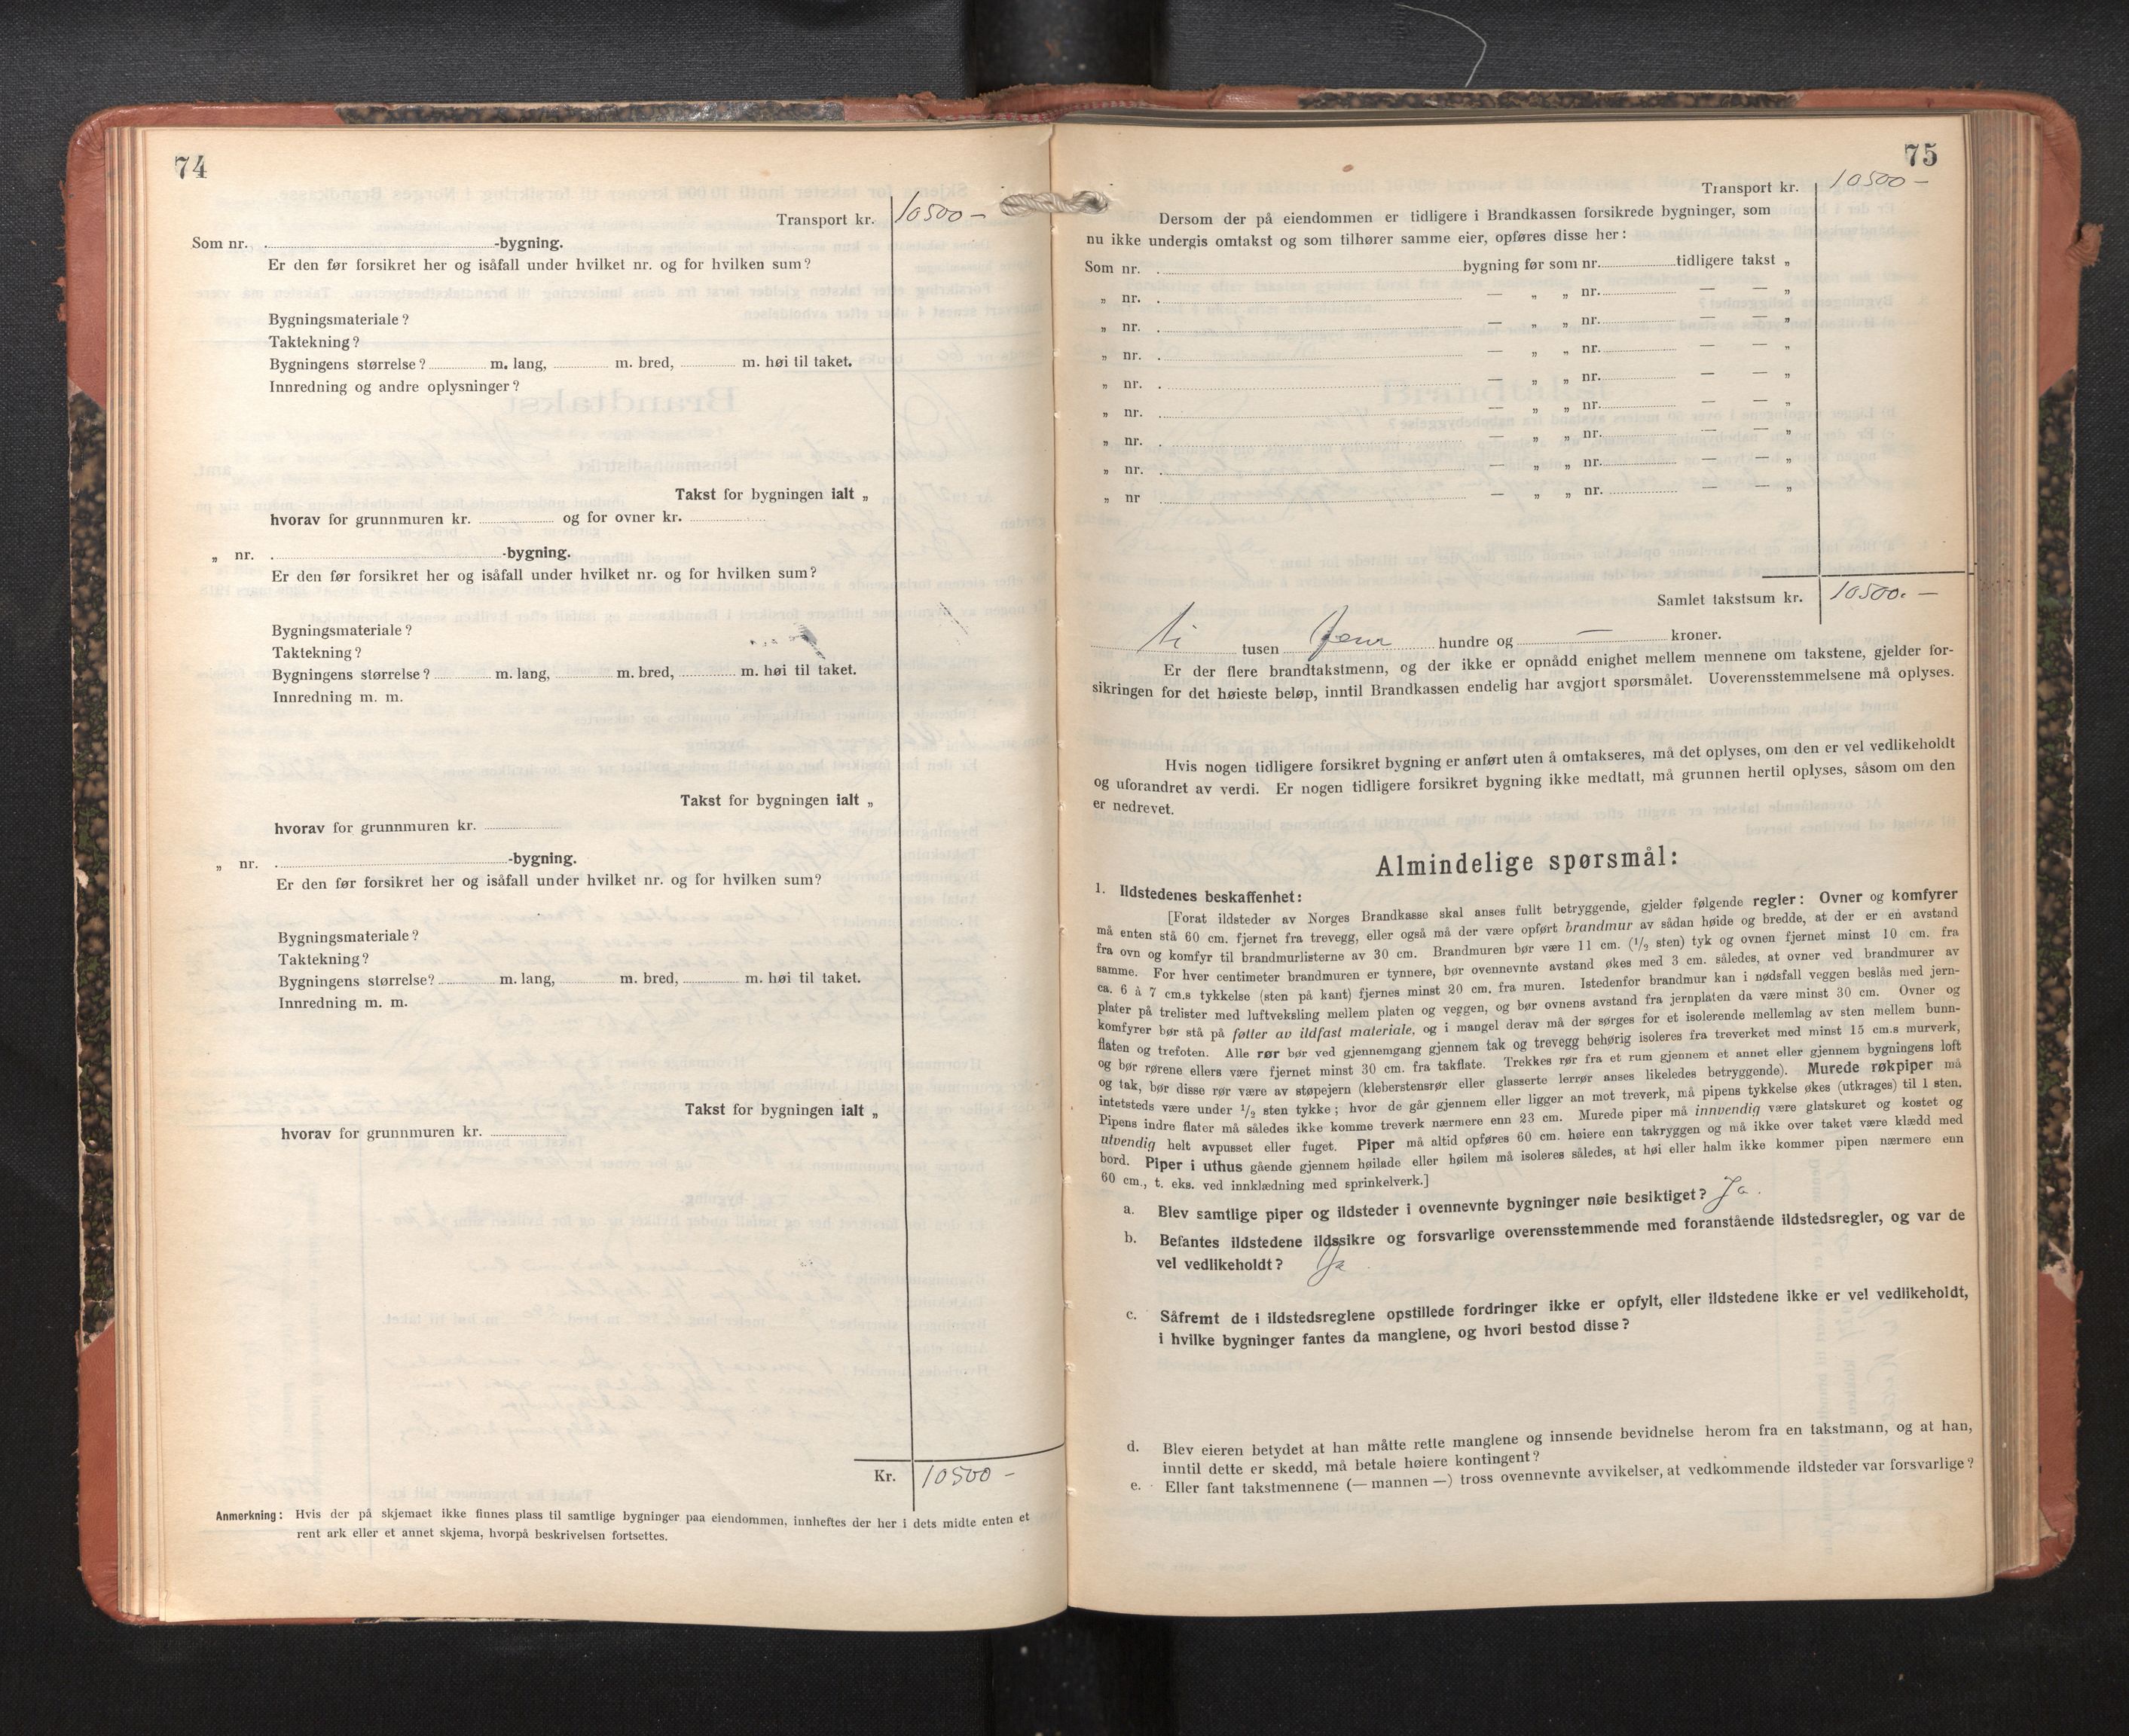 74
Transport kr. 10500 –
Som nr. -bygning.
Er den før forsikret her og isåfall under hvilket nr. og for hvilken sum?
Bygningsmateriale?
Taktekning?
Bygningens størrelse? m. lang, m. bred, m. høi til taket.
Innredning og andre oplysninger?
Takst for bygningen ialt „
hvorav for grunnmuren kr. og for ovner kr.
„ nr. -bygning.
Er den før forsikret her og isåfall under hvilket nr. og for hvilken sum?
Bygningsmateriale?
Taktekning?
Bygningens størrelse? m. lang, m. bred, m. høi til taket.
Innredning m. m.
Takst for bygningen ialt „
hvorav for grunnmuren kr.
„ nr. -bygning.
Er den før forsikret her og isåfall under hvilket nr. og for hvilken sum?
Bygningsmateriale?
Taktekning?
Bygningens størrelse? m. lang, m. bred, m. høi til taket.
Innredning m. m.
Takst for bygningen ialt „
hvorav for grunnmuren kr.
Kr. 10500 –
Anmerkning: Hvis der på skjemaet ikke finnes plass til samtlige bygninger paa eiendommen, innheftes der her i dets midte enten et
rent ark eller et annet skjema, hvorpå beskrivelsen fortsettes.
75
Transport kr. 10500 –
Dersom der på eiendommen er tidligere i Brandkassen forsikrede bygninger, som
nu ikke undergis omtakst og som tilhører samme eier, opføres disse her:
Som nr. bygning før som nr. tidligere takst „
„ nr. — „ „ nr. — — „
„ nr. — „ „ nr. — — „
„ nr. — „ „ nr. — — „
„ nr. — „ „ nr. — — „
„ nr. — „ „ nr. — — „
„ nr. — „ „ nr. — — „
„ nr. — „ „ nr. — — „
„ nr — „ „ nr. — — „
Samlet takstsum kr. 10500. –
ti tusen fem hundre og — kroner.
Er der flere brandtakstmenn, og der ikke er opnådd enighet mellem mennene om takstene, gjelder for-
sikringen for det høieste beløp, inntil Brandkassen endelig har avgjort spørsmålet. Uoverensstemmelsene må oplyses.
Hvis nogen tidligere forsikret bygning er anført uten å omtakseres, må det oplyses, om den er vel vedlikeholdt
og uforandret av verdi. Er nogen tidligere forsikret bygning ikke medtatt, må grunnen hertil oplyses, såsom om den
er nedrevet.
Almindelige spørsmål:
1. Ildstedenes beskaffenhet:
[Forat ildsteder av Norges Brandkasse skal anses fullt betryggende, gjelder følgende regler: Ovner og komfyrer
må enten stå 60 cm. fjernet fra trevegg, eller også må der være opført brandmur av sådan høide og bredde, at der er en avstand
fra ovn og komfyr til brandmurlisterne av 30 cm. Brandmuren bør være 11 cm. (1/2 sten) tyk og ovnen fjernet minst 10 cm. fra
samme. For hver centimeter brandmuren er tynnere, bør ovennevnte avstand økes med 3 cm. således, at ovner ved brandmurer av
ca. 6 à 7 cm.s tykkelse (sten på kant) fjernes minst 20 cm. fra muren. Istedenfor brandmur kan i nødsfall veggen beslås med jern-
plater på trelister med luftveksling mellem platen og veggen, og bør ovnens avstand fra jernplaten da være minst 30 cm. Ovner og
komfyrer bør stå på føtter av ildfast materiale, og i mangel derav må der sørges for et isolerende mellemlag av sten mellem bunn-
flaten og trefoten. Alle rør bør ved gjennemgang gjennem tak og trevegg behørig isoleres fra treverket med minst 15 cm.s murverk,
og bør rørene ellers være fjernet minst 30 cm. fra takflate. Trekkes rør fra et rum gjennem et annet eller gjennem bygningens loft
og tak, bør disse rør være av støpejern (kleberstensrør eller glasserte lerrør anses likeledes betryggende). Murede røkpiper må
intetsteds være under 1/2 sten tykke; hvor de går gjennem eller ligger an mot treverk, må pipens tykkelse økes (utkrages) til 1 sten.
Pipens indre flater må således ikke komme treverk nærmere enn 23 cm. Murede piper må innvendig være glatskuret og kostet og
utvendig helt avpusset eller fuget. Piper må altid opføres 60 cm. høiere enn takryggen og må ikke over taket være klædd med
bord. Piper i uthus gående gjennem høilade eller høilem må isoleres således, at høi eller halm ikke kommer pipen nærmere enn
60 cm., t. eks. ved innklædning med sprinkelverk.]
a. Blev samtlige piper og ildsteder i ovennevnte bygninger nøie besiktiget? Ja.
b. Befantes ildstedene ildssikre og forsvarlige overensstemmende med foranstående ildstedsregler, og var de
vel vedlikeholdt? Ja
c. Såfremt de i ildstedsreglene opstillede fordringer ikke er opfylt, eller ildstedene ikke er vel vedlikeholdt,
i hvilke bygninger fantes da manglene, og hvori bestod disse?
d. Blev eieren betydet at han måtte rette manglene og innsende bevidnelse herom fra en takstmann, og at han,
inntil dette er skedd, må betale høiere kontingent?
e. Eller fant takstmennene (— mannen —) tross ovennevnte avvikelser, at vedkommende ildsteder var forsvarlige?